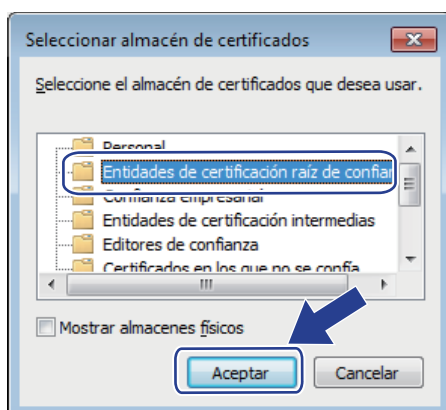 Seleccionar almacén de certificados
Seleccione el almacén de certificados que desea usar.
Personal
Entidades de certificación raíz de confian
Confianza empresarial
Entidades de certificación intermedias
Editores de confianza
Certificados en los que no se confía
Mostrar almacenes físicos
Aceptar
Cancelar